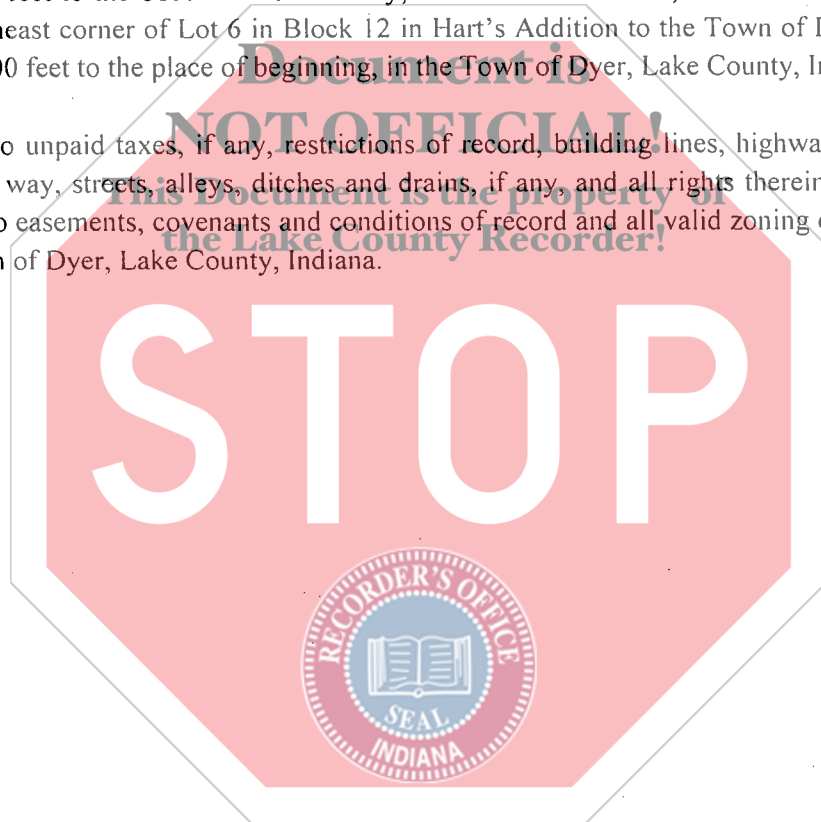 neast corner of Lot 6 in Block 12 in Hart's Addition to the Town of D
Document is
00 feet to the place of beginning, in the Town of Dyer, Lake County, In
NOT OFFICIAL!
o unpaid taxes, if any, restrictions of record, building lines, highwa
This Document is the property of
way, streets, alleys, ditches and drains, if any, and all rights therein
o easements, covenants and conditions of record and all valid zoning
the Lake County Recorder!
n of Dyer, Lake County, Indiana.
STOP
RECORDER'S OFFICE
SEAL
INDIANA